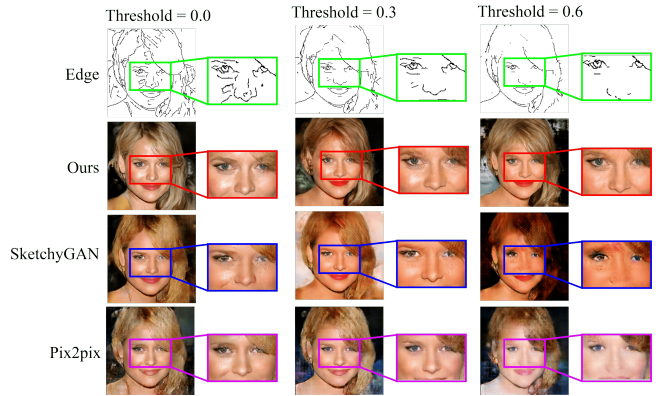 Threshold = 0.0 Threshold = 0.3 Threshold = 0.6
Edge
Ours
SketchyGAN
Pix2pix